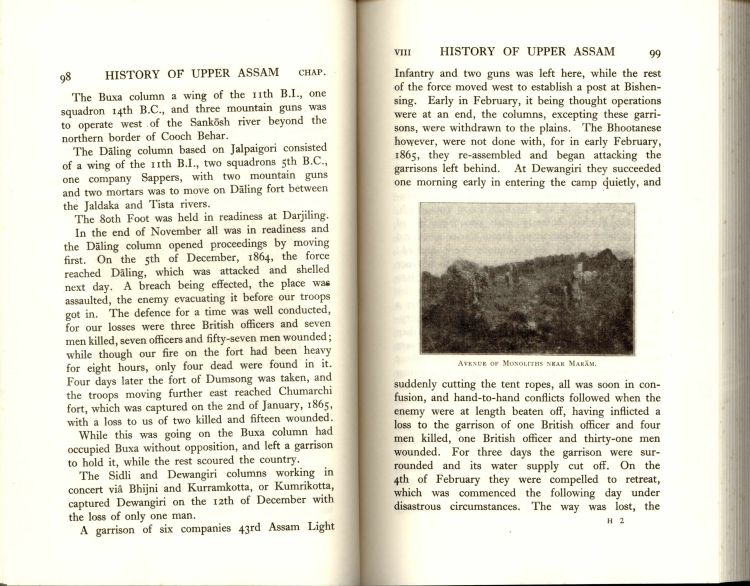 98 HISTORY OF UPPER ASSAM CHAP.
The Buxa column a wing of the 11th B.I., one
squadron 14th B.C., and three mountain guns was
to operate west of the Sankōsh river beyond the
northern border of Cooch Behar.
The Dāling column based on Jalpaigori consisted
of a wing of the 11th B.I., two squadrons 5th B.C.,
one company Sappers, with two mountain guns
and two mortars was to move on Dāling fort between
the Jaldaka and Tista rivers.
The 80th Foot was held in readiness at Darjiling.
In the end of November all was in readiness and
the Dāling column opened proceedings by moving
first. On the 5th of December, 1864, the force
reached Dāling, which was attacked and shelled
next day. A breach being effected, the place was
assaulted, the enemy evacuating it before our troops
got in. The defence for a time was well conducted,
for our losses were three British officers and seven
men killed, seven officers and fifty-seven men wounded;
while though our fire on the fort had been heavy
for eight hours, only four dead were found in it.
Four days later the fort of Dumsong was taken, and
the troops moving further east reached Chumarchi
fort, which was captured on the 2nd of January, 1865,
with a loss to us of two killed and fifteen wounded.
While this was going on the Buxa column had
occupied Buxa without opposition, and left a garrison
to hold it, while the rest scoured the country.
The Sidli and Dewangiri columns working in
concert viâ Bhijni and Kurramkotta, or Kumrikotta,
captured Dewangiri on the 12th of December with
the loss of only one man.
A garrison of six companies 43rd Assam Light
VIII HISTORY OF UPPER ASSAM 99
Infantry and two guns was left here, while the rest
of the force moved west to establish a post at Bishen-
sing. Early in February, it being thought operations
were at an end, the columns, excepting these garri-
sons, were withdrawn to the plains. The Bhootanese
however, were not done with, for in early February,
1865, they re-assembled and began attacking the
garrisons left behind. At Dewangiri they succeeded
one morning early in entering the camp quietly, and
AVENUE OF MONOLITHS NEAR MARĀM.
suddenly cutting the tent ropes, all was soon in con-
fusion, and hand-to-hand conflicts followed when the
enemy were at length beaten off, having inflicted a
loss to the garrison of one British officer and four
men killed, one British officer and thirty-one men
wounded. For three days the garrison were sur-
rounded and its water supply cut off. On the
4th of February they were compelled to retreat,
which was commenced the following day under
disastrous circumstances. The way was lost, the
H 2